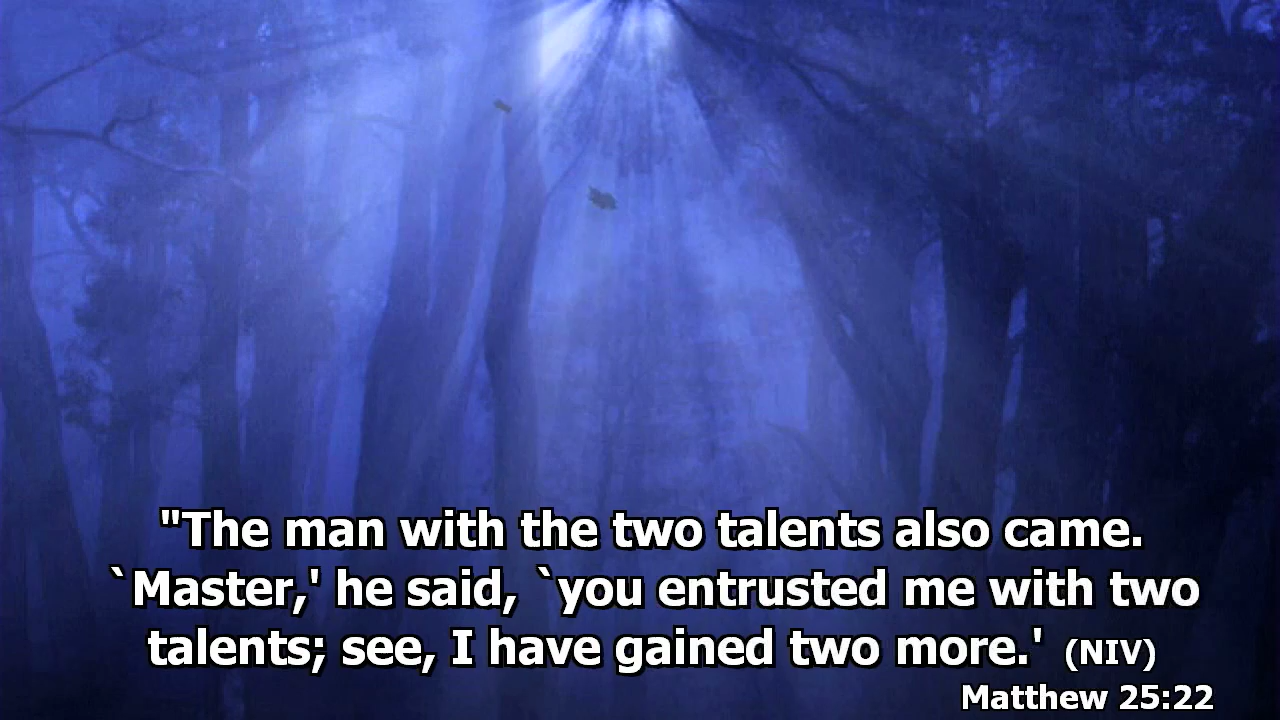 "The man with the two talents also came.
`Master,' he said, `you entrusted me with two
talents; see, I have gained two more.' (NIV)
Matthew 25:22